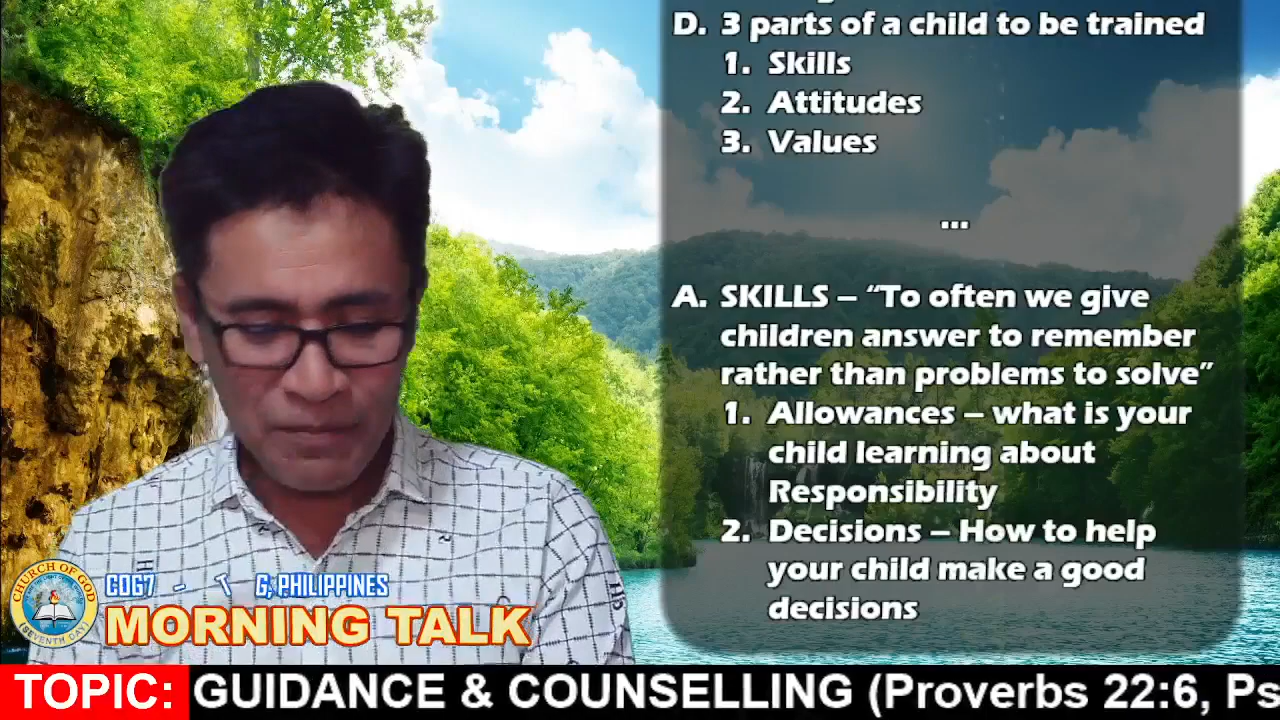 D. 3 parts of a child to be trained
1. Skills
2. Attitudes
3. Values
...
A. SKILLS – “To often we give
children answer to remember
rather than problems to solve”
1. Allowances – what is your
child learning about
Responsibility
2. Decisions – How to help
your child make a good
decisions
CHURCH OF GOD
(SEVENTH DAY)
COG7 - T G, PHILIPPINES
MORNING TALK
TOPIC: GUIDANCE & COUNSELLING (Proverbs 22:6, Ps